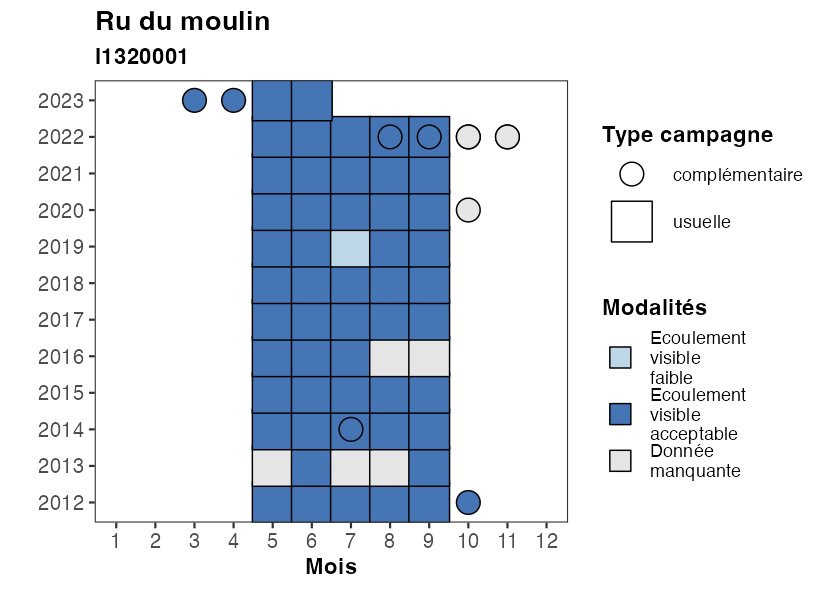 Ru du moulin
I1320001
2023
2022
2021
2020
2019
2018
2017
2016
2015
2014
2013
2012
1 2 3 4 5 6 7 8 9 10 11 12
Mois
Type campagne
complémentaire
usuelle
Modalités
Ecoulement
visible
faible
Ecoulement
visible
acceptable
Donnée
manquante